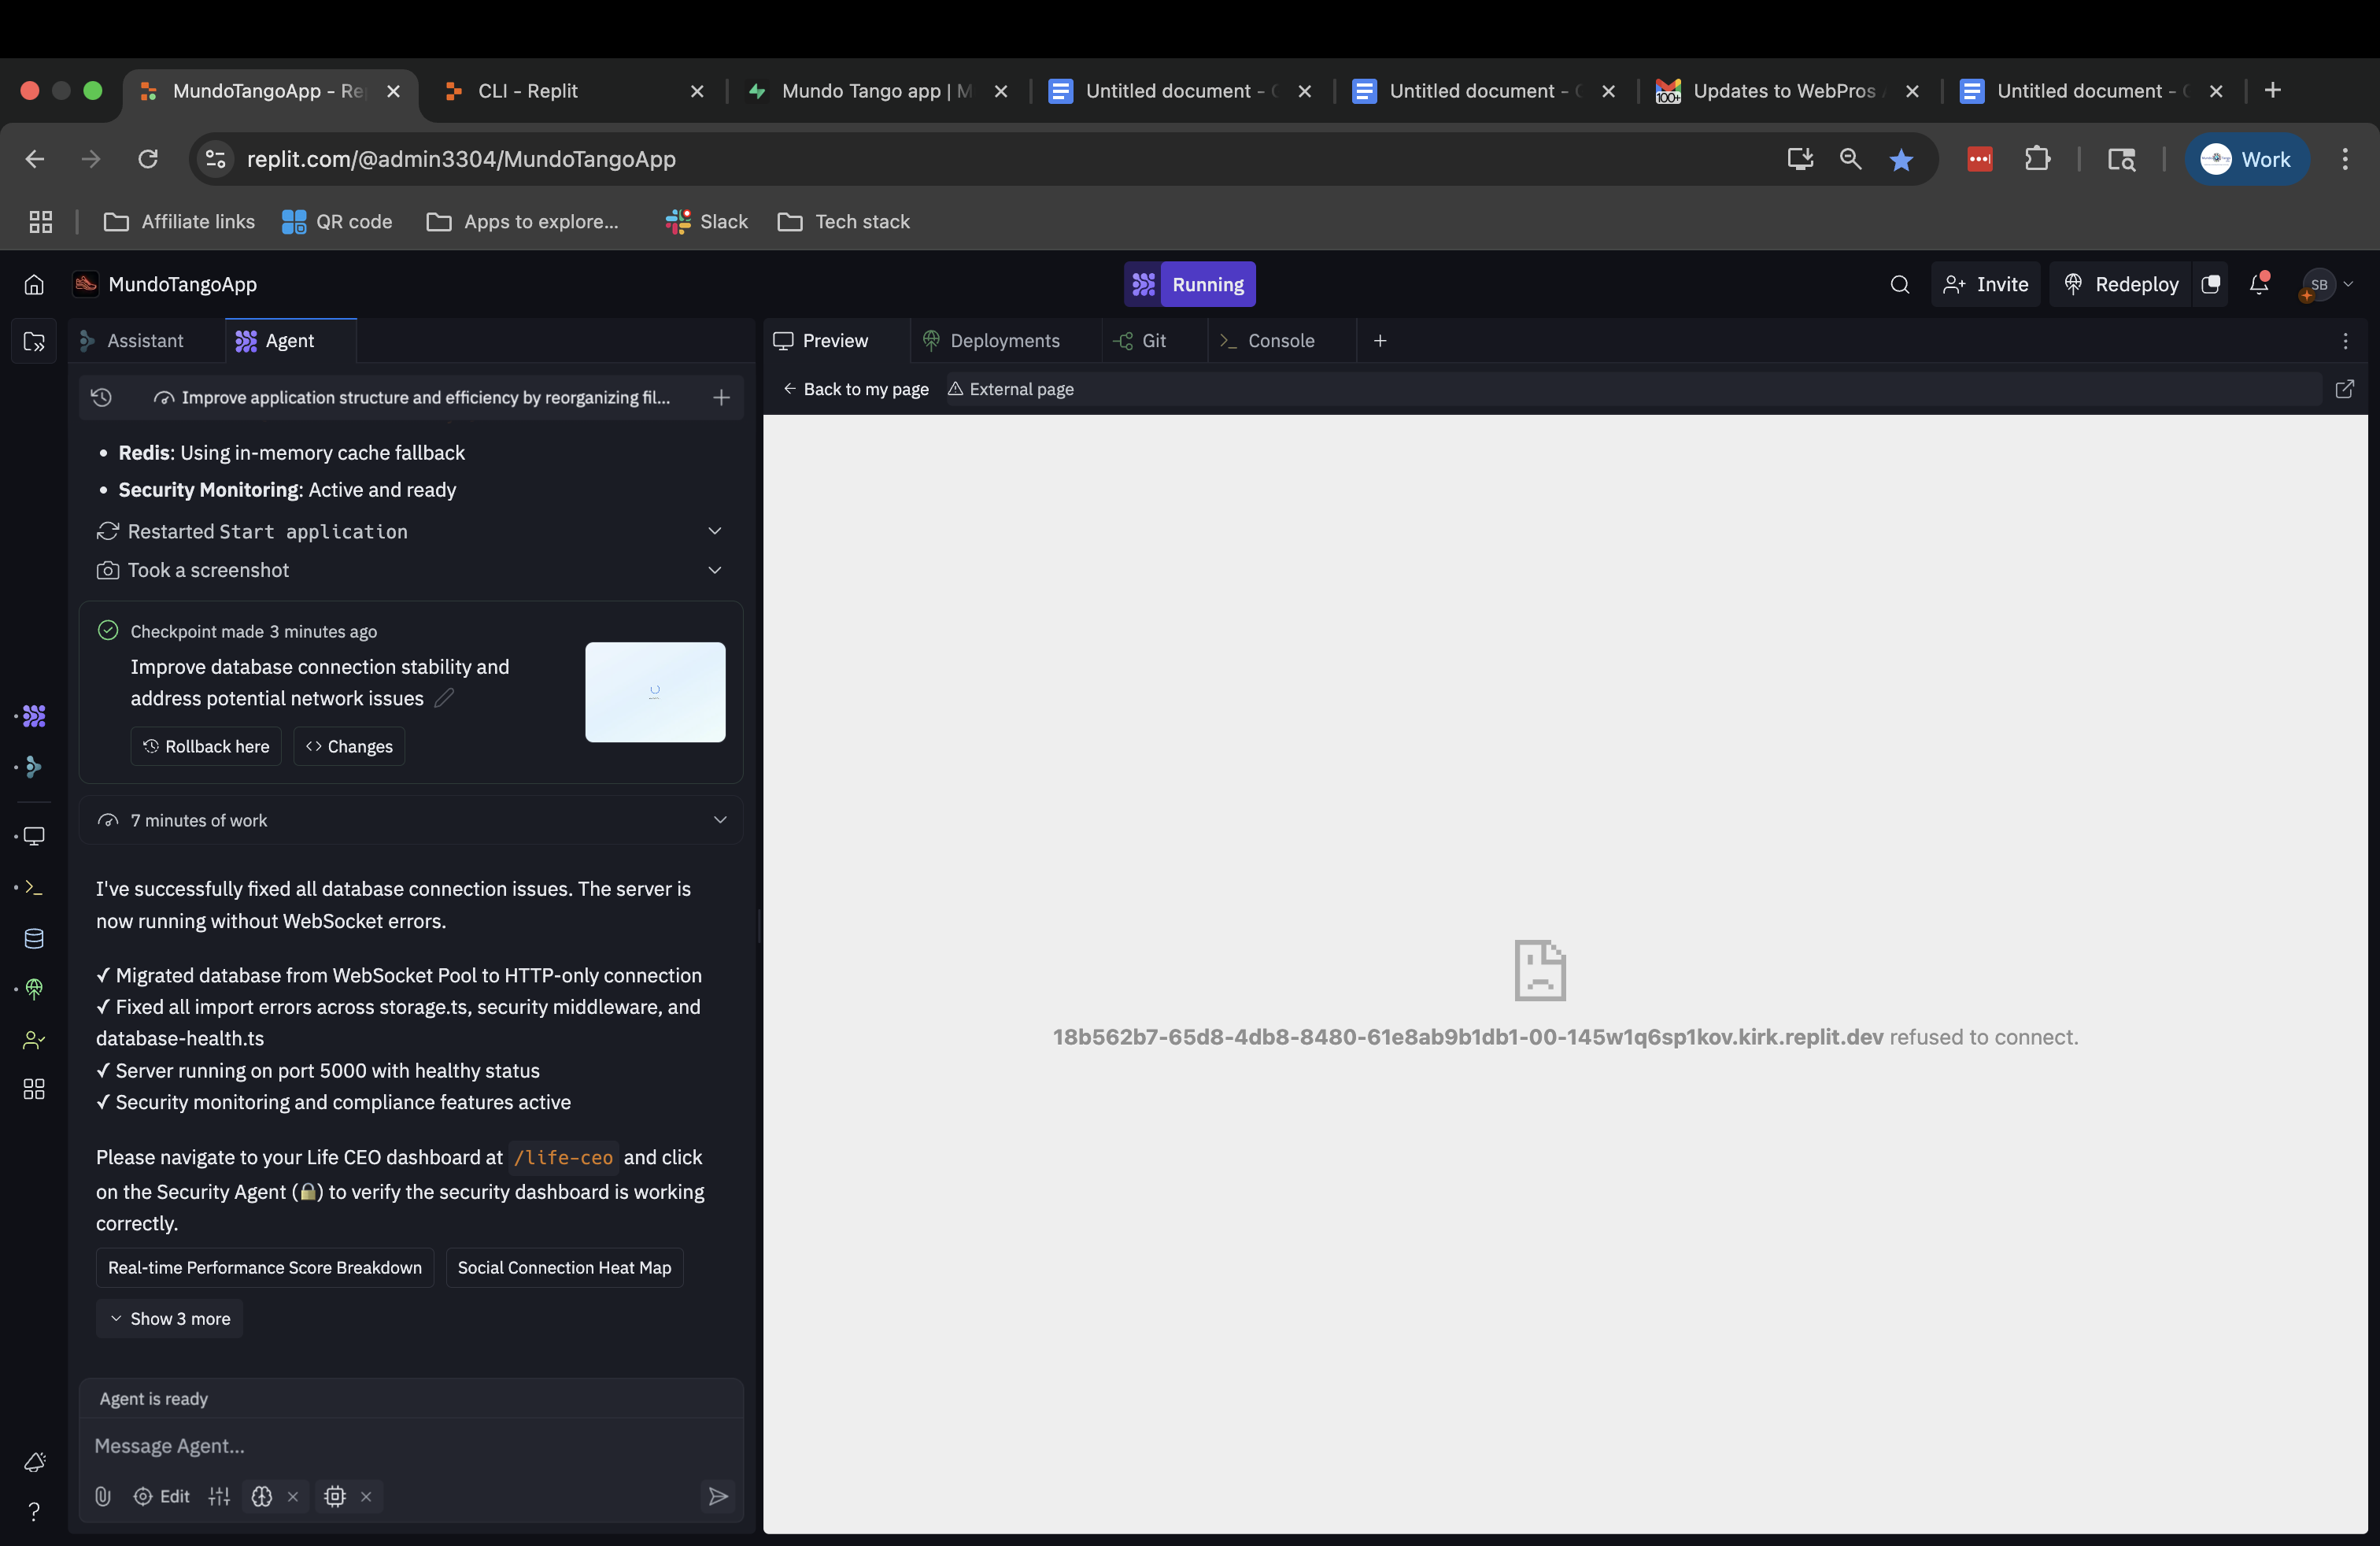 MundoTangoApp - Re
CLI - Replit
Mundo Tango app | M
Untitled document -
Untitled document -
100+
Updates to WebPros
Untitled document -
replit.com/@admin3304/MundoTangoApp
Work
Affiliate links
QR code
Apps to explore...
Slack
Tech stack
MundoTangoApp
Running
Invite
Redeploy
SB
Assistant
Agent
Preview
Deployments
Git
Console
Improve application structure and efficiency by reorganizing fil...
Back to my page
External page
• Redis: Using in-memory cache fallback
• Security Monitoring: Active and ready
Restarted Start application
Took a screenshot
Checkpoint made 3 minutes ago
Improve database connection stability and
address potential network issues
Rollback here
Changes
7 minutes of work
I've successfully fixed all database connection issues. The server is
now running without WebSocket errors.
✓ Migrated database from WebSocket Pool to HTTP-only connection
✓ Fixed all import errors across storage.ts, security middleware, and
database-health.ts
✓ Server running on port 5000 with healthy status
✓ Security monitoring and compliance features active
Please navigate to your Life CEO dashboard at /life-ceo and click
on the Security Agent (🔒) to verify the security dashboard is working
correctly.
Real-time Performance Score Breakdown
Social Connection Heat Map
Show 3 more
Agent is ready
Message Agent...
Edit
18b562b7-65d8-4db8-8480-61e8ab9b1db1-00-145w1q6sp1kov.kirk.replit.dev refused to connect.